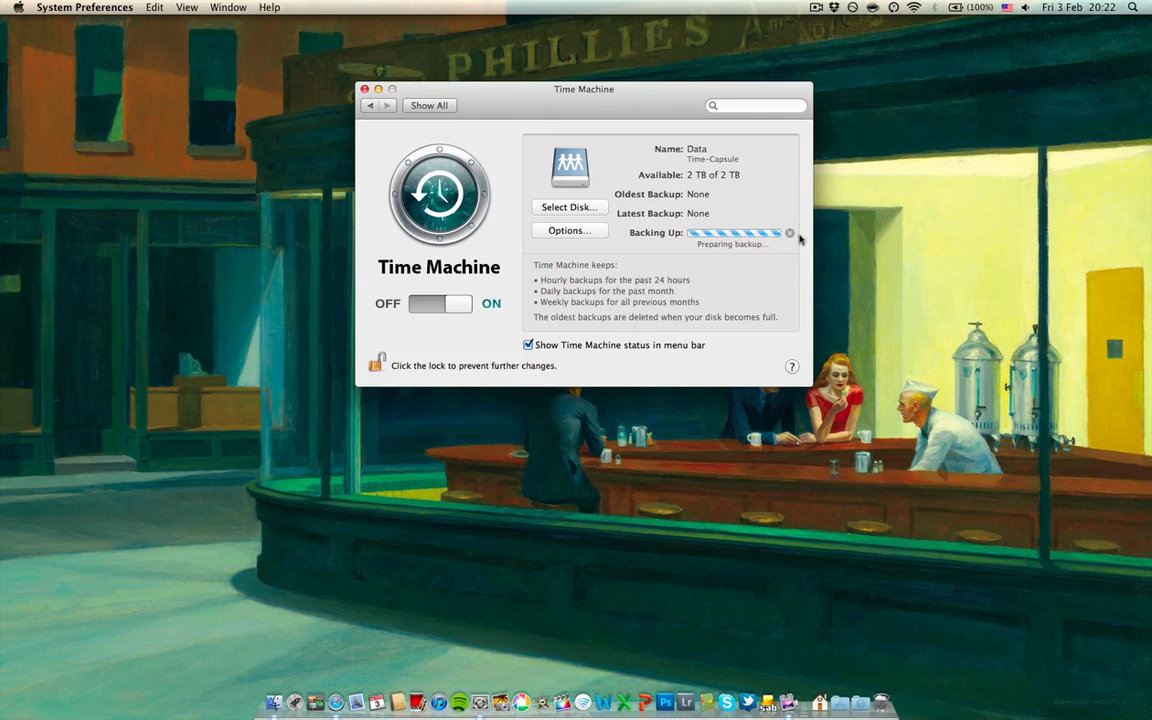 System Preferences Edit View Window Help (100%) Fri 3 Feb 20:22
PHILLIES
Time Machine
Show All
Name: Data
Time-Capsule
Available: 2 TB of 2 TB
Oldest Backup: None
Select Disk...
Latest Backup: None
Options...
Backing Up:
Preparing backup...
Time Machine
Time Machine keeps:
• Hourly backups for the past 24 hours
• Daily backups for the past month
• Weekly backups for all previous months
OFF ON
The oldest backups are deleted when your disk becomes full.
Show Time Machine status in menu bar
Click the lock to prevent further changes.
?
3
W X P Ps Lr S sab